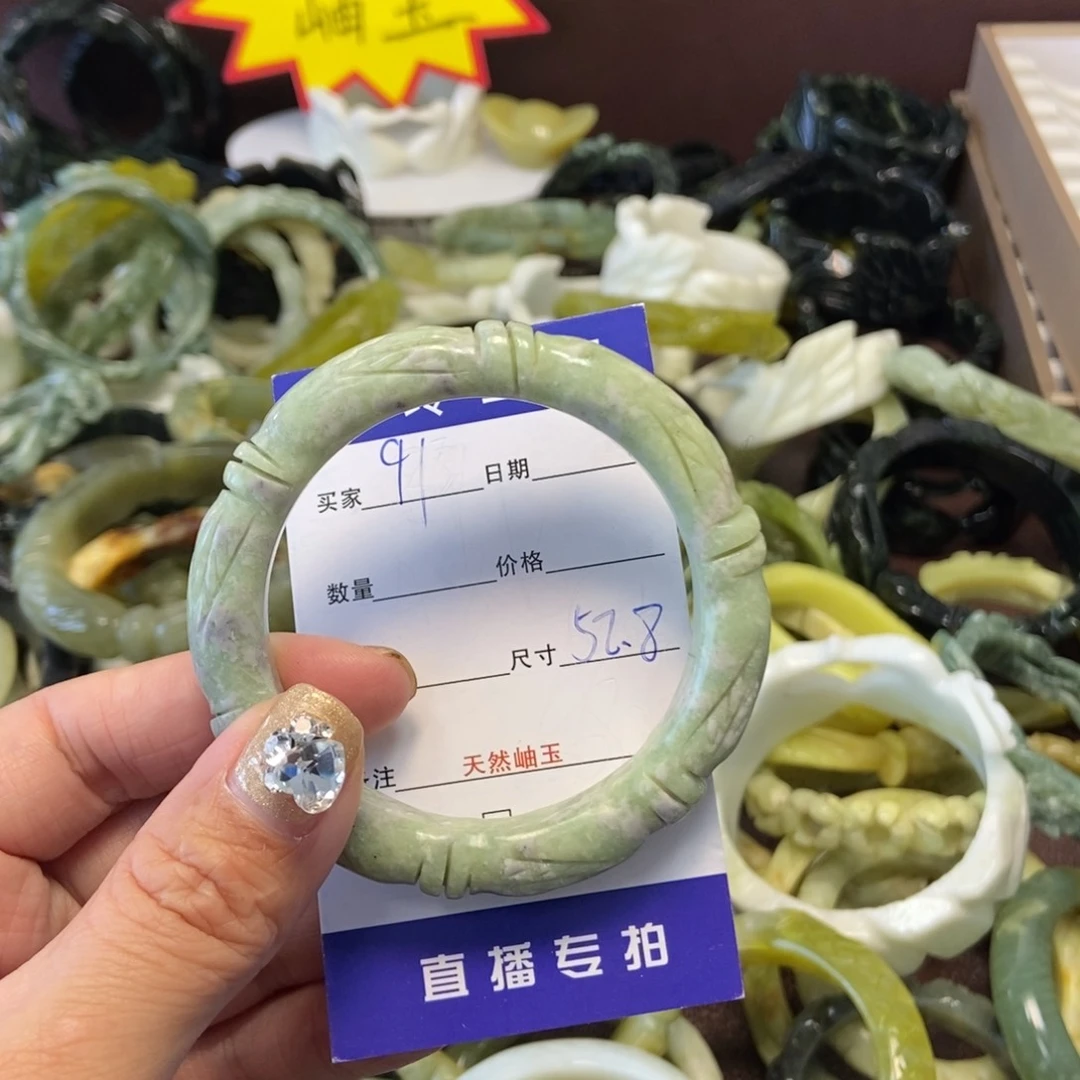 岫玉
买家 91 日期
数量 价格
尺寸 52.8
注 天然岫玉
直播专拍